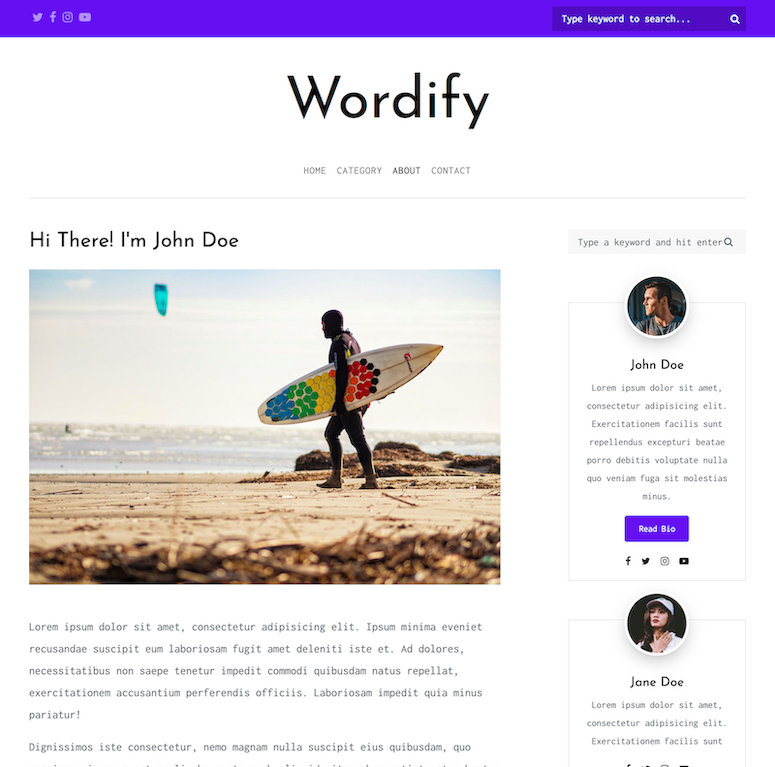 Type keyword to search...
Wordify
HOME CATEGORY ABOUT CONTACT
Hi There! I'm John Doe
Lorem ipsum dolor sit amet, consectetur adipisicing elit. Ipsum minima eveniet
recusandae suscipit eum laboriosam fugit amet deleniti iste et. Ad dolores,
necessitatibus non saepe tenetur impedit commodi quibusdam natus repellat,
exercitationem accusantium perferendis officiis. Laboriosam impedit quia minus
pariatur!
Dignissimos iste consectetur, nemo magnam nulla suscipit eius quibusdam, quo
Type a keyword and hit enter
John Doe
Lorem ipsum dolor sit amet,
consectetur adipisicing elit.
Exercitationem facilis sunt
repellendus excepturi beatae
porro debitis voluptate nulla
quo veniam fuga sit molestias
minus.
Read Bio
Jane Doe
Lorem ipsum dolor sit amet,
consectetur adipisicing elit.
Exercitationem facilis sunt